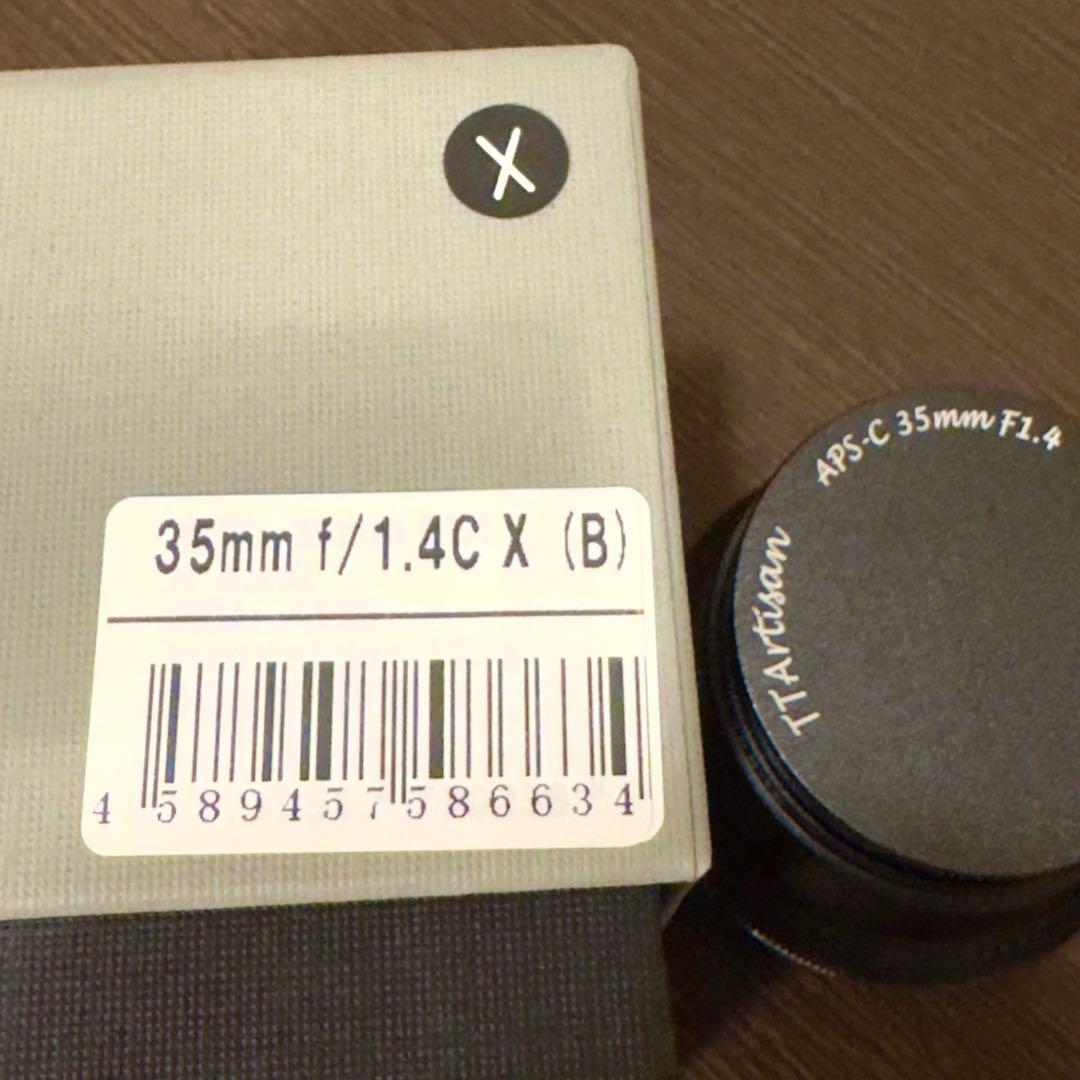 X
35mm f/1.4C X (B)
4 589457 586634
APS-C 35mm F1.4
TTArtisan